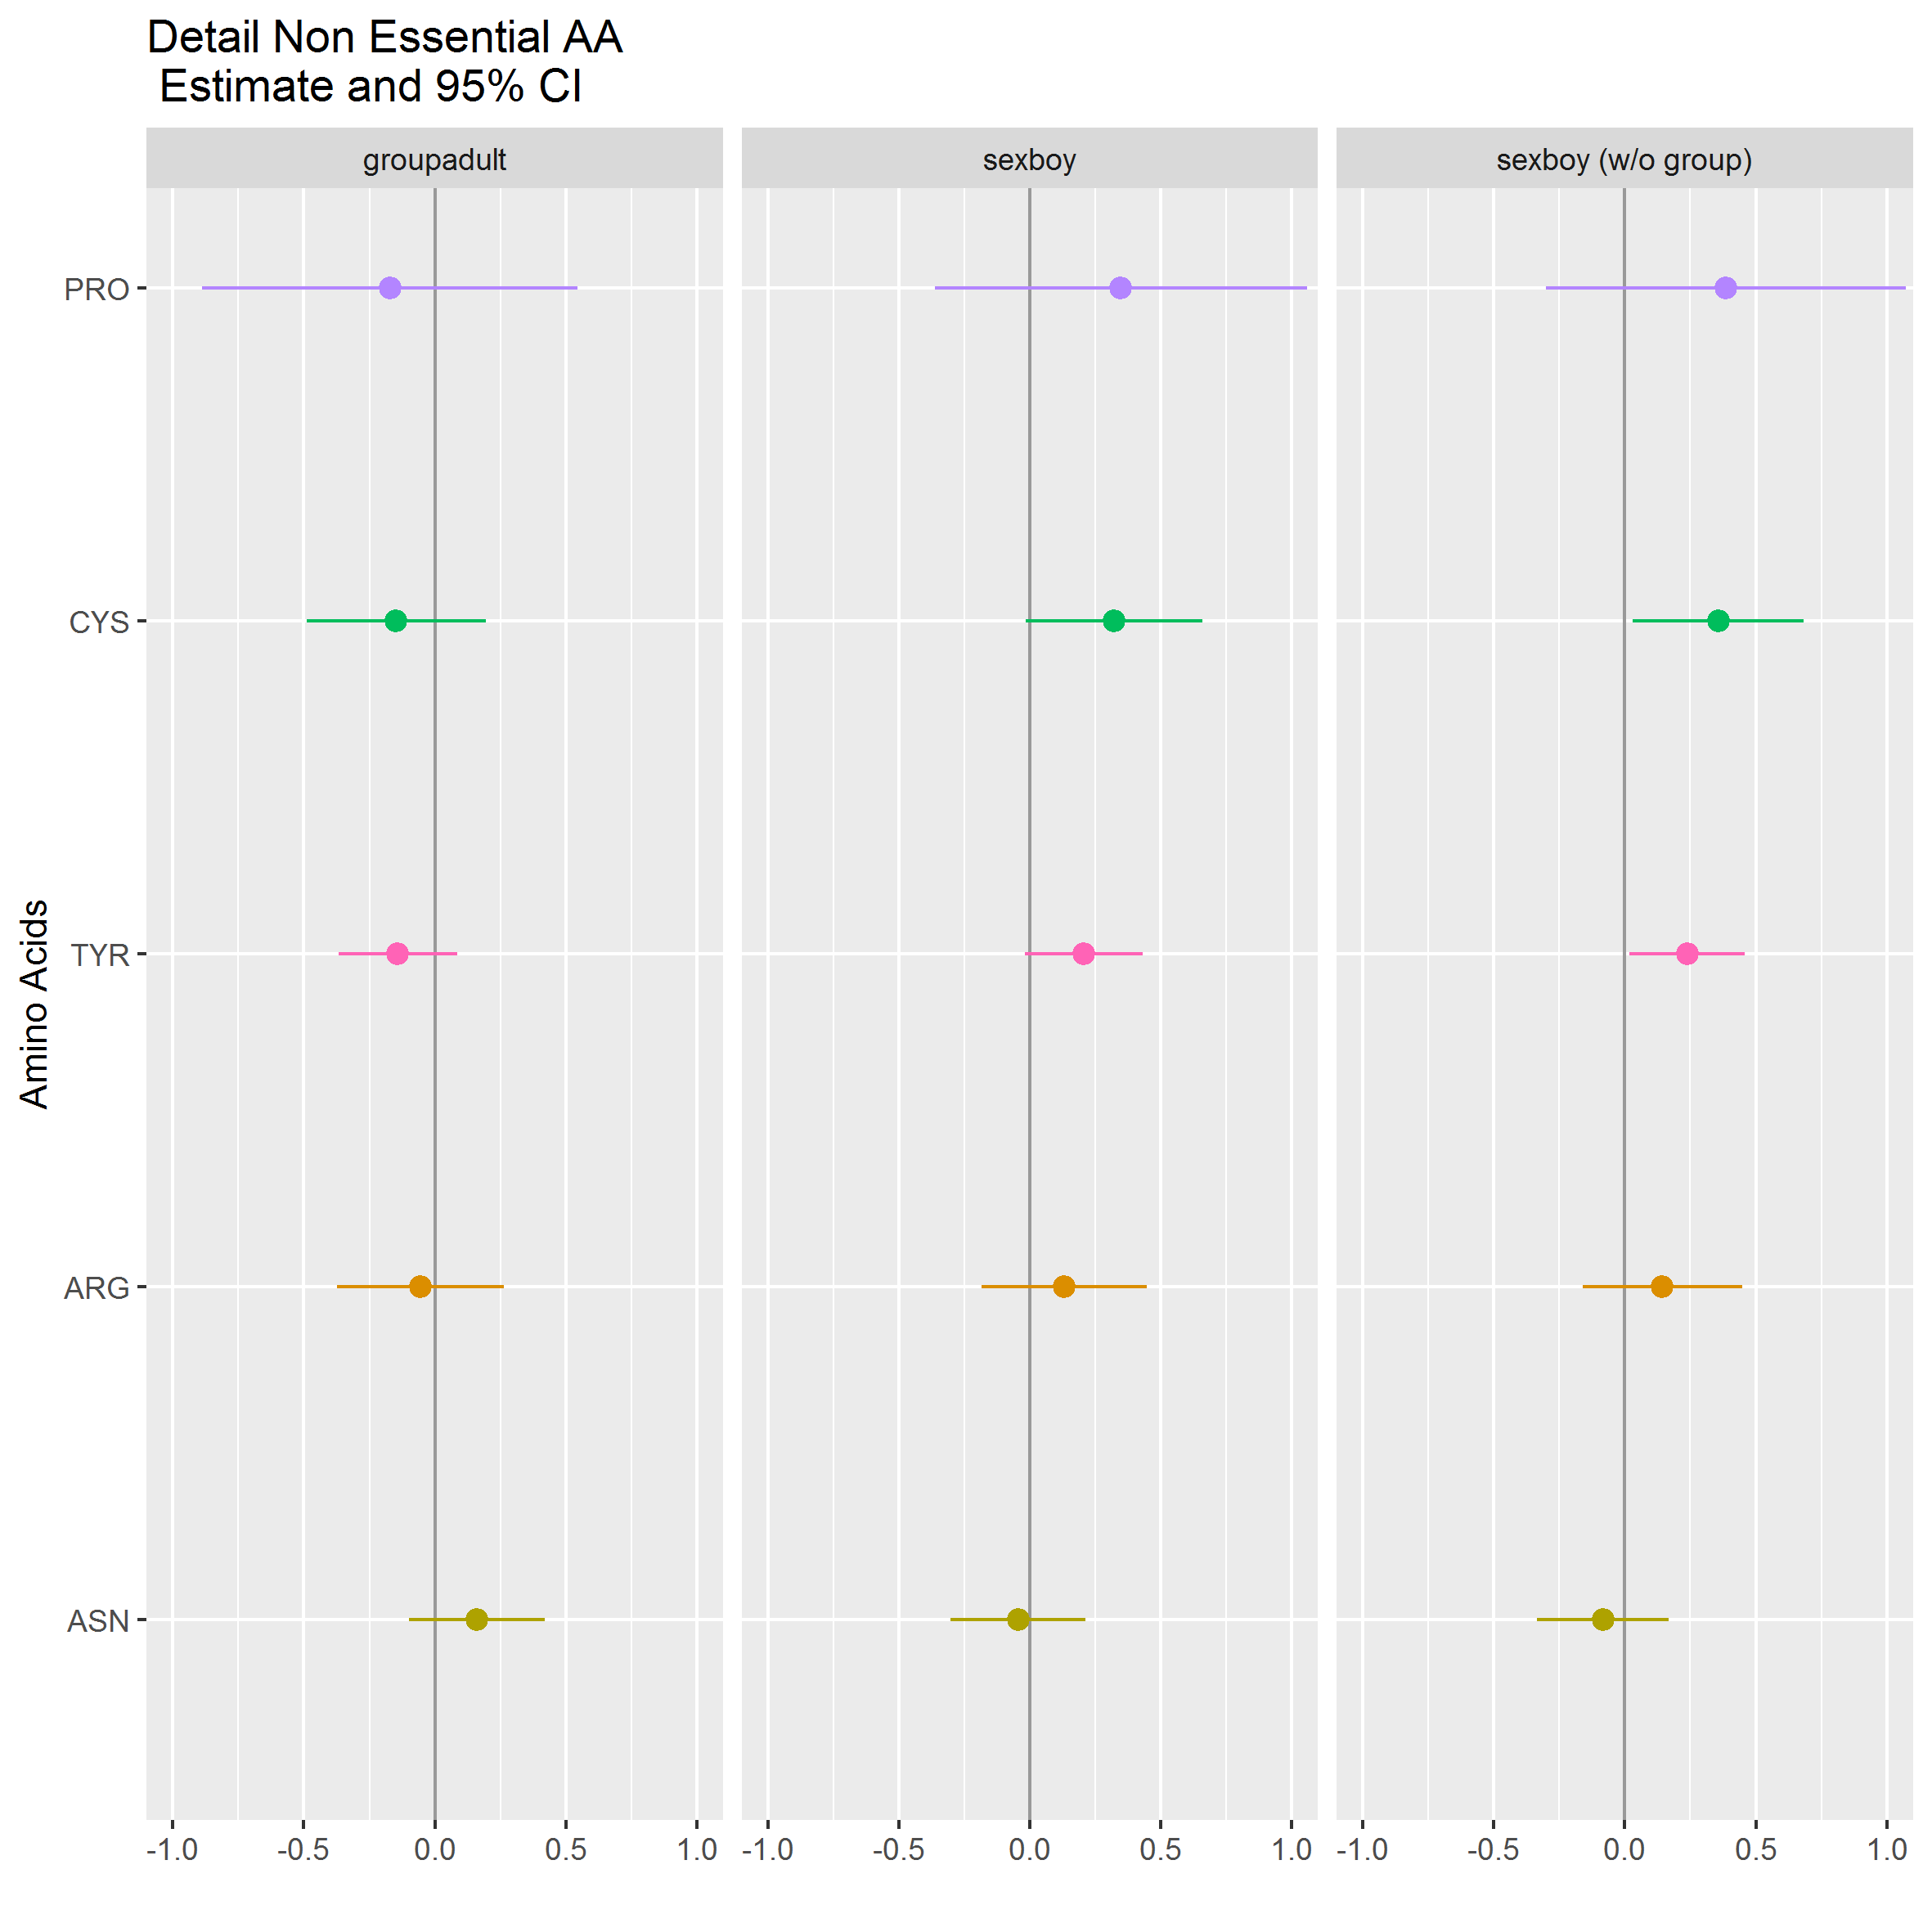 Detail Non Essential AA
Estimate and 95% CI
groupadult
sexboy
sexboy (w/o group)
Amino Acids
PRO
CYS
TYR
ARG
ASN
-1.0 -0.5 0.0 0.5 1.0 -1.0 -0.5 0.0 0.5 1.0 -1.0 -0.5 0.0 0.5 1.0